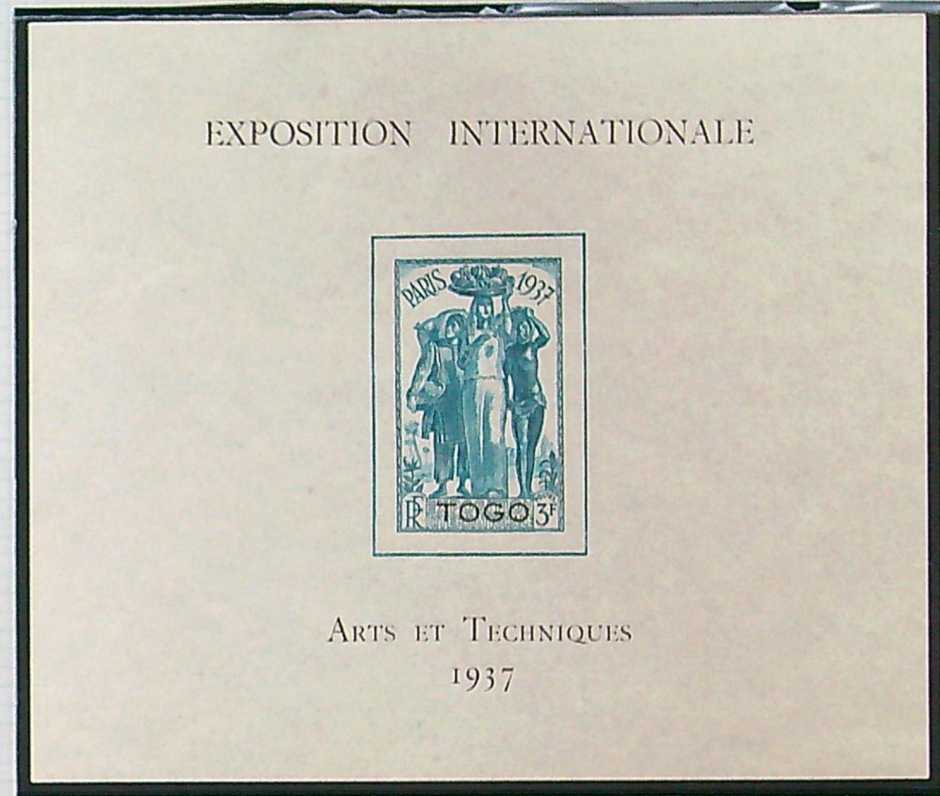 EXPOSITION INTERNATIONALE
PARIS 1937
RF TOGO 3F
ARTS ET TECHNIQUES
1937